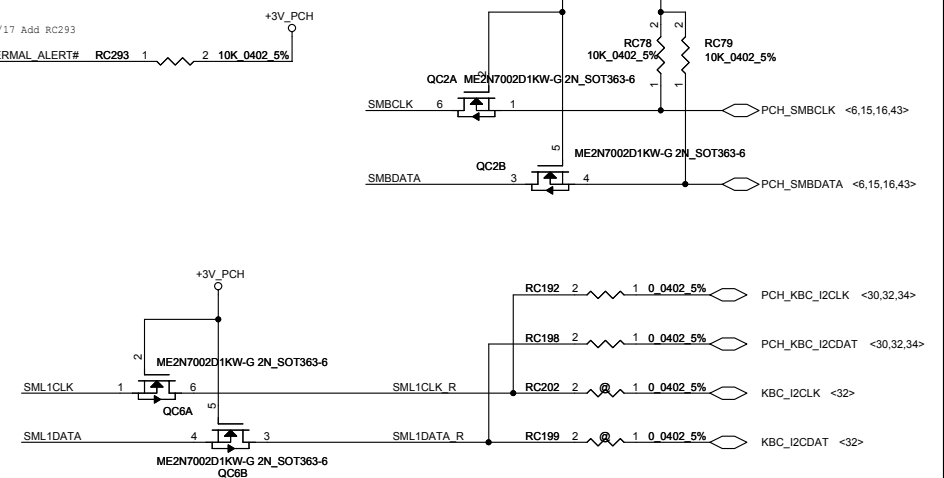 +3V_PCH
/17 Add RC293
ERMAL_ALERT# RC293 1 2 10K_0402_5%
2 2
RC78 RC79
10K_0402_5% 10K_0402_5%
1 1
2
QC2A ME2N7002D1KW-G 2N_SOT363-6
SMBCLK 6 1 PCH_SMBCLK <6,15,16,43>
5
ME2N7002D1KW-G 2N_SOT363-6
QC2B
SMBDATA 3 4 PCH_SMBDATA <6,15,16,43>
+3V_PCH
RC192 2 1 0_0402_5% PCH_KBC_I2CLK <30,32,34>
RC198 2 1 0_0402_5% PCH_KBC_I2CDAT <30,32,34>
2
ME2N7002D1KW-G 2N_SOT363-6
SML1CLK 1 6 SML1CLK_R RC202 2 @ 1 0_0402_5% KBC_I2CLK <32>
QC6A
5
SML1DATA 4 3 SML1DATA_R RC199 2 @ 1 0_0402_5% KBC_I2CDAT <32>
ME2N7002D1KW-G 2N_SOT363-6
QC6B